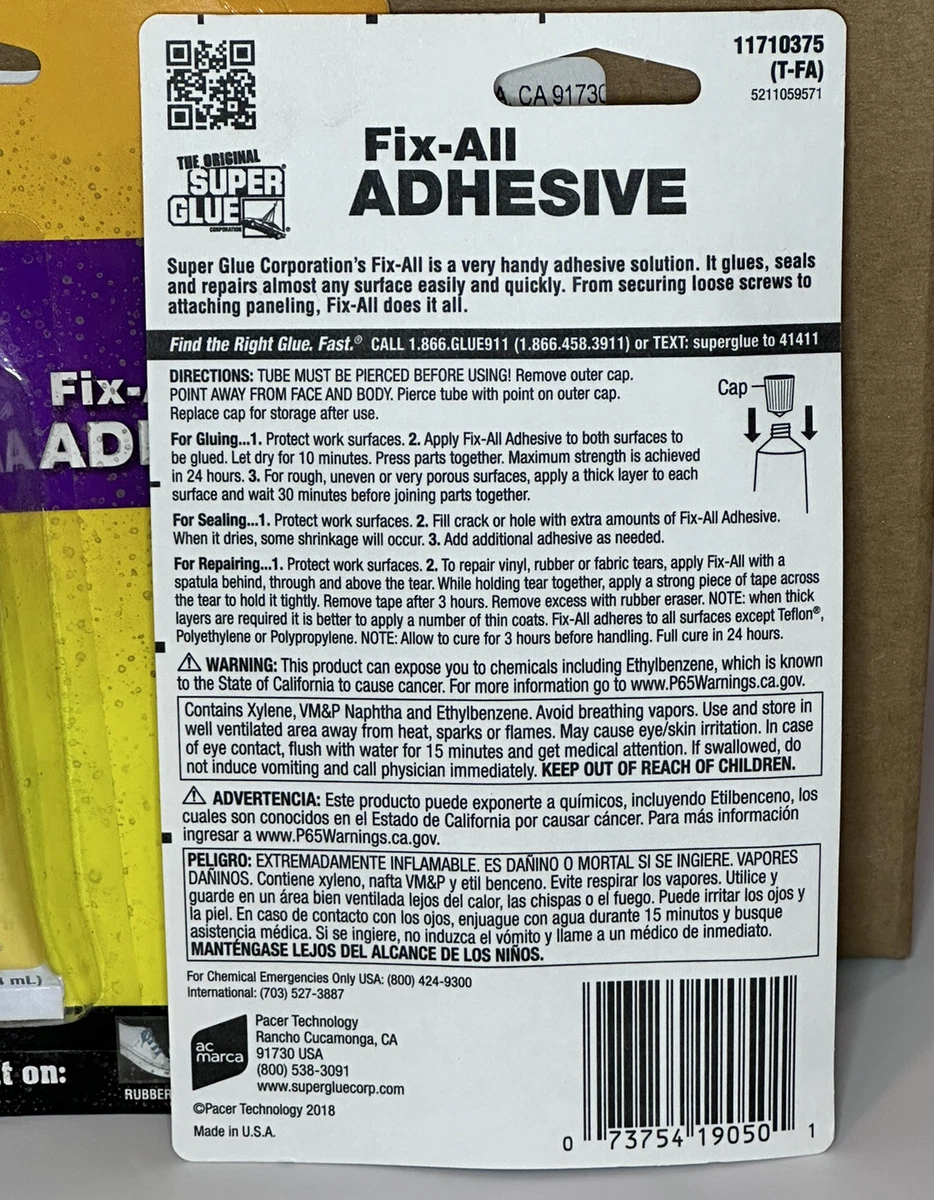 11710375
(T-FA)
5211059571
CA 91730
THE ORIGINAL
SUPER
GLUE
CORPORATION
Fix-All
ADHESIVE
Super Glue Corporation's Fix-All is a very handy adhesive solution. It glues, seals
and repairs almost any surface easily and quickly. From securing loose screws to
attaching paneling, Fix-All does it all.
Find the Right Glue. Fast.® CALL 1.866.GLUE911 (1.866.458.3911) or TEXT: superglue to 41411
DIRECTIONS: TUBE MUST BE PIERCED BEFORE USING! Remove outer cap.
POINT AWAY FROM FACE AND BODY. Pierce tube with point on outer cap.
Replace cap for storage after use.
Cap
For Gluing...1. Protect work surfaces. 2. Apply Fix-All Adhesive to both surfaces to
be glued. Let dry for 10 minutes. Press parts together. Maximum strength is achieved
in 24 hours. 3. For rough, uneven or very porous surfaces, apply a thick layer to each
surface and wait 30 minutes before joining parts together.
For Sealing...1. Protect work surfaces. 2. Fill crack or hole with extra amounts of Fix-All Adhesive.
When it dries, some shrinkage will occur. 3. Add additional adhesive as needed.
For Repairing...1. Protect work surfaces. 2. To repair vinyl, rubber or fabric tears, apply Fix-All with a
spatula behind, through and above the tear. While holding tear together, apply a strong piece of tape across
the tear to hold it tightly. Remove tape after 3 hours. Remove excess with rubber eraser. NOTE: when thick
layers are required it is better to apply a number of thin coats. Fix-All adheres to all surfaces except Teflon®,
Polyethylene or Polypropylene. NOTE: Allow to cure for 3 hours before handling. Full cure in 24 hours.
⚠ WARNING: This product can expose you to chemicals including Ethylbenzene, which is known
to the State of California to cause cancer. For more information go to www.P65Warnings.ca.gov.
Contains Xylene, VM&P Naphtha and Ethylbenzene. Avoid breathing vapors. Use and store in
well ventilated area away from heat, sparks or flames. May cause eye/skin irritation. In case
of eye contact, flush with water for 15 minutes and get medical attention. If swallowed, do
not induce vomiting and call physician immediately. KEEP OUT OF REACH OF CHILDREN.
⚠ ADVERTENCIA: Este producto puede exponerte a químicos, incluyendo Etilbenceno, los
cuales son conocidos en el Estado de California por causar cáncer. Para más información
ingresar a www.P65Warnings.ca.gov.
PELIGRO: EXTREMADAMENTE INFLAMABLE. ES DAÑINO O MORTAL SI SE INGIERE. VAPORES
DAÑINOS. Contiene xyleno, nafta VM&P y etil benceno. Evite respirar los vapores. Utilice y
guarde en un área bien ventilada lejos del calor, las chispas o el fuego. Puede irritar los ojos y
la piel. En caso de contacto con los ojos, enjuague con agua durante 15 minutos y busque
asistencia médica. Si se ingiere, no induzca el vómito y llame a un médico de inmediato.
MANTÉNGASE LEJOS DEL ALCANCE DE LOS NIÑOS.
For Chemical Emergencies Only USA: (800) 424-9300
International: (703) 527-3887
ac
marca
Pacer Technology
Rancho Cucamonga, CA
91730 USA
(800) 538-3091
www.supergluecorp.com
©Pacer Technology 2018
Made in U.S.A.
0 73754 19050 1
Fix-
AD
mL)
t on:
RUBBER